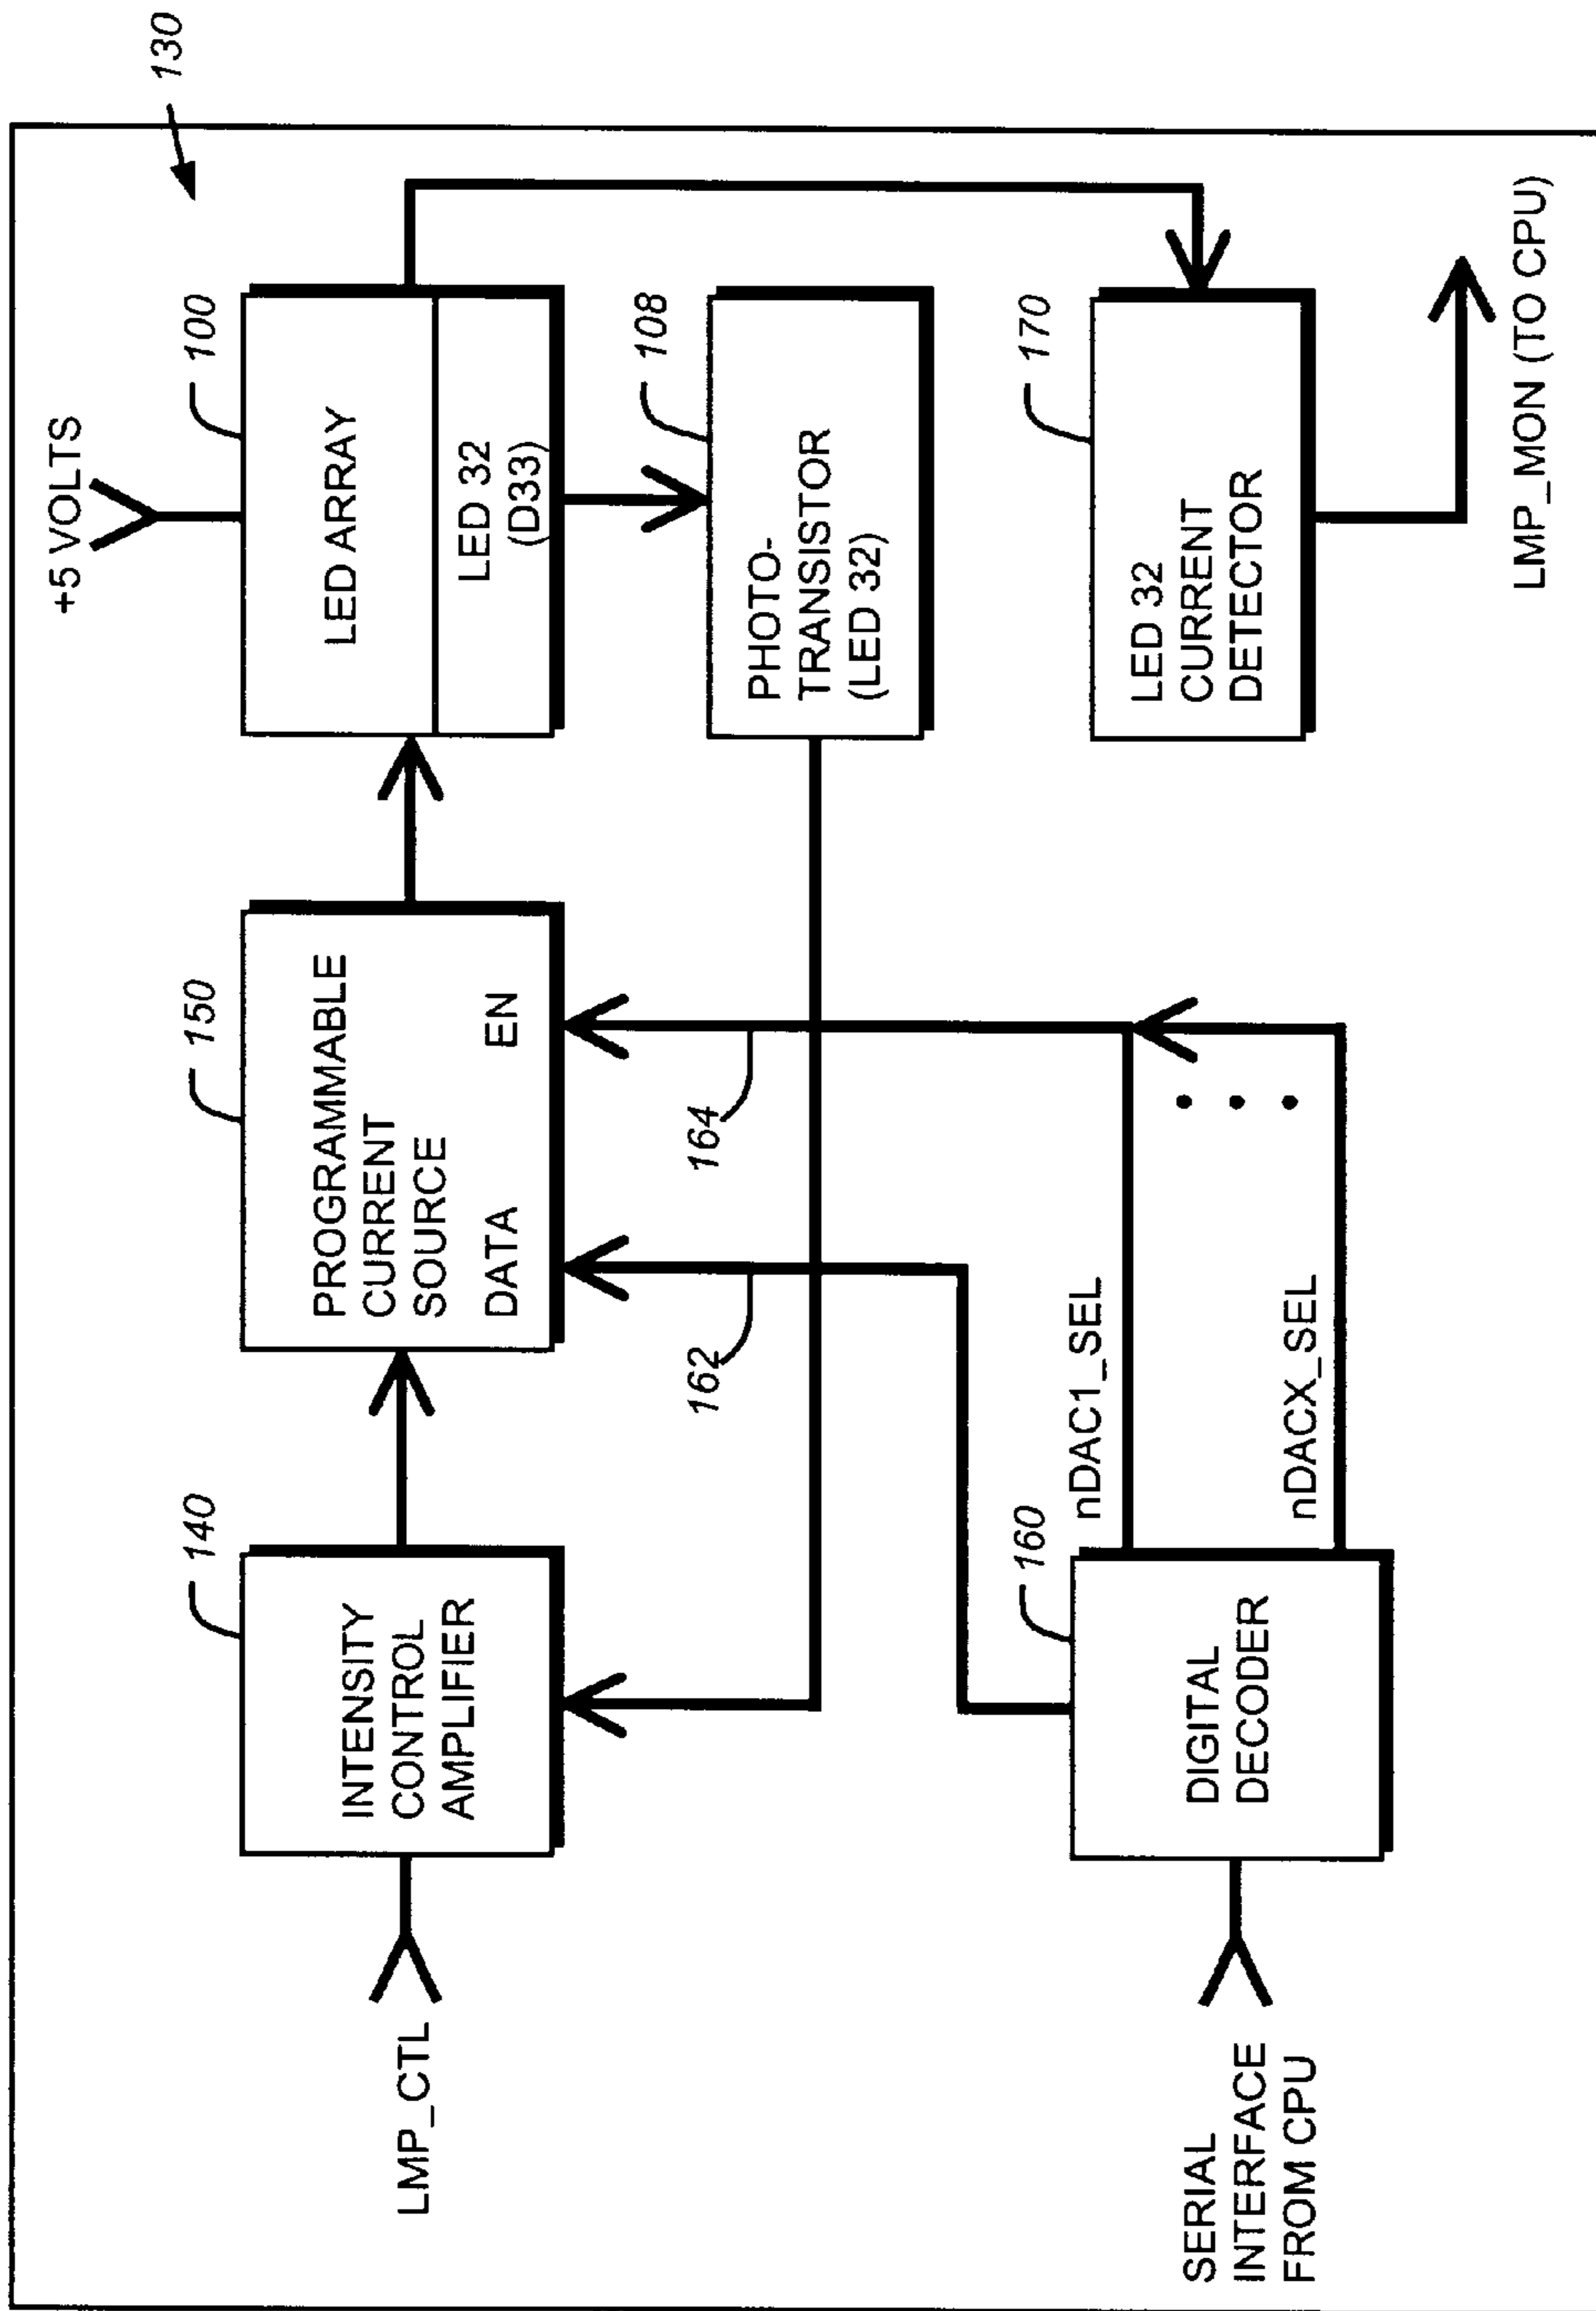 130
+5 VOLTS
140
150
100
LMP_CTL
INTENSITY
CONTROL
AMPLIFIER
PROGRAMMABLE
CURRENT
SOURCE
DATA EN
LED ARRAY
LED 32
(D33)
162
164
108
PHOTO-
TRANSISTOR
(LED 32)
160
nDAC1_SEL
170
SERIAL
INTERFACE
FROM CPU
DIGITAL
DECODER
nDACX_SEL
LED 32
CURRENT
DETECTOR
LMP_MON (TO CPU)